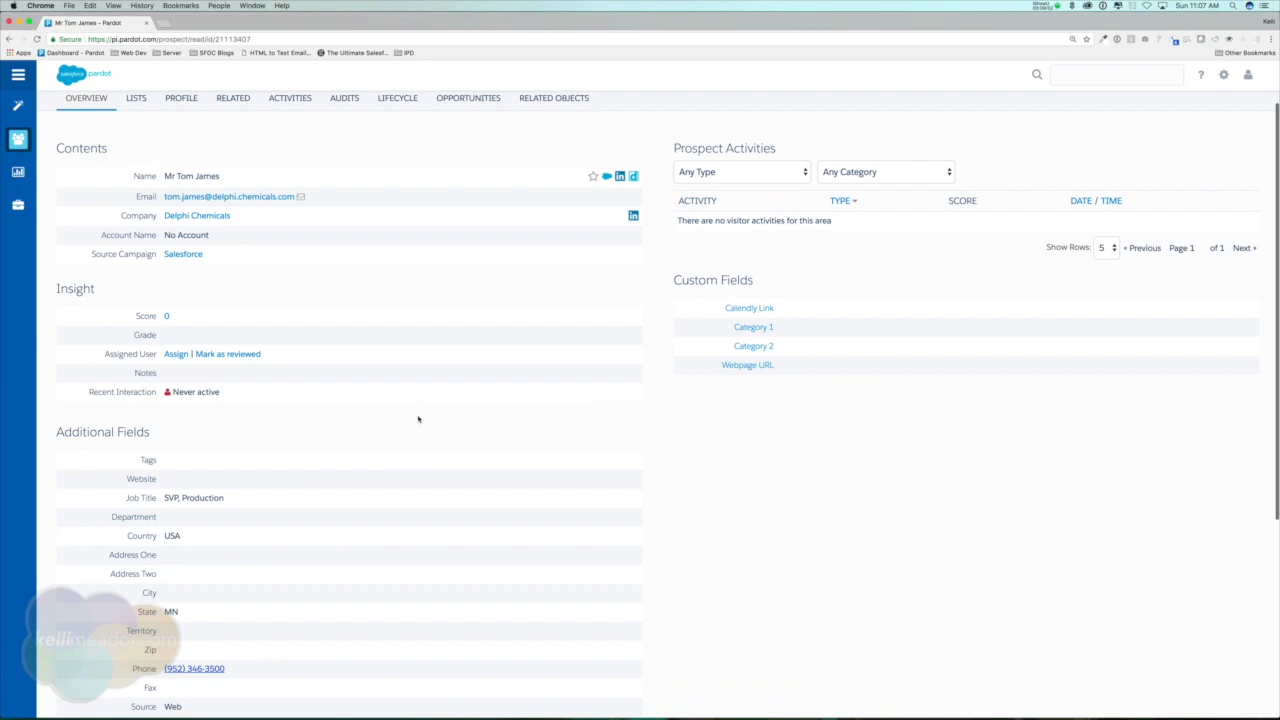 Chrome File Edit View History Bookmarks People Window Help
Sun 11:07 AM
Mr Tom James - Pardot
Kelli
Secure https://pi.pardot.com/prospect/read/id/21113407
Apps Dashboard - Pardot Web Dev Server SFDC Blogs HTML to Text Email... The Ultimate Salesf... IPD Other Bookmarks
salesforce pardot
OVERVIEW LISTS PROFILE RELATED ACTIVITIES AUDITS LIFECYCLE OPPORTUNITIES RELATED OBJECTS
Contents
Name Mr Tom James
Email tom.james@delphi.chemicals.com
Company Delphi Chemicals
Account Name No Account
Source Campaign Salesforce
Insight
Score 0
Grade
Assigned User Assign | Mark as reviewed
Notes
Recent Interaction Never active
Additional Fields
Tags
Website
Job Title SVP, Production
Department
Country USA
Address One
Address Two
City
State MN
Territory
Zip
Phone (952) 346-3500
Fax
Source Web
Prospect Activities
Any Type Any Category
ACTIVITY TYPE SCORE DATE / TIME
There are no visitor activities for this area
Show Rows: 5 « Previous Page 1 of 1 Next »
Custom Fields
Calendly Link
Category 1
Category 2
Webpage URL
kellimeador.com